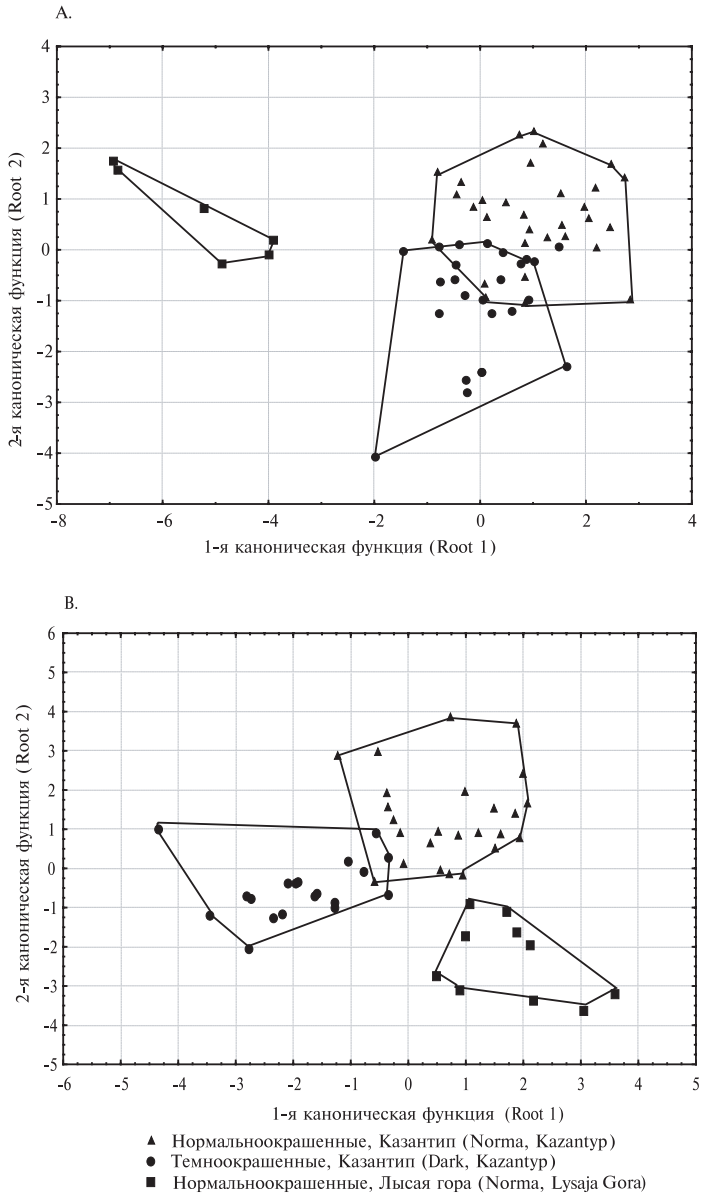 A.
4
3
2
1
0
-1
-2
-3
-4
-5
2-я каноническая функция (Root 2)
-8 -6 -4 -2 0 2 4
1-я каноническая функция (Root 1)
B.
6
5
4
3
2
1
0
-1
-2
-3
-4
-5
2-я каноническая функция (Root 2)
-6 -5 -4 -3 -2 -1 0 1 2 3 4 5
1-я каноническая функция (Root 1)
Нормальноокрашенные, Казантип (Norma, Kazantyp)
Темноокрашенные, Казантип (Dark, Kazantyp)
Нормальноокрашенные, Лысая гора (Norma, Lysaja Gora)